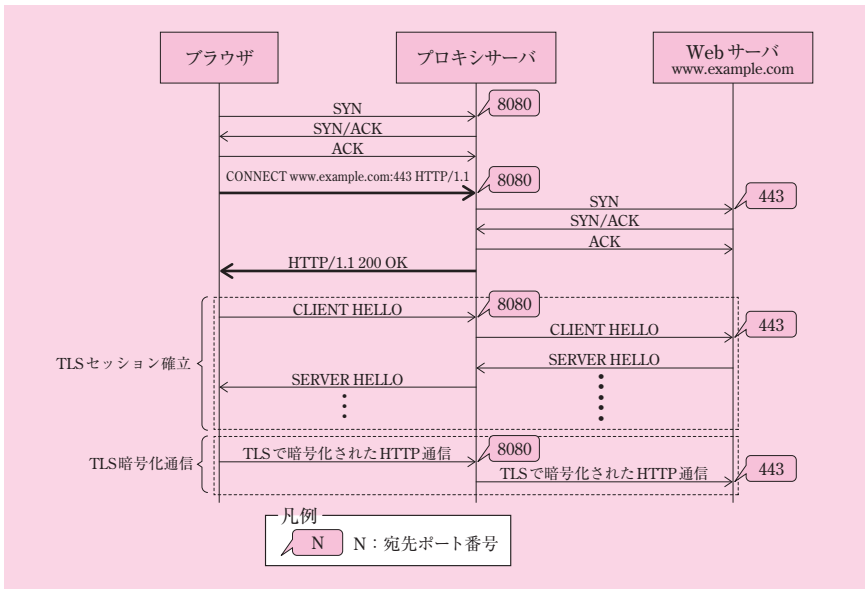 ブラウザ
プロキシサーバ
Webサーバ
www.example.com
SYN
8080
SYN/ACK
ACK
CONNECT www.example.com:443 HTTP/1.1
8080
SYN
443
SYN/ACK
ACK
HTTP/1.1 200 OK
TLSセッション確立
CLIENT HELLO
8080
CLIENT HELLO
443
SERVER HELLO
SERVER HELLO
TLS暗号化通信
TLSで暗号化されたHTTP通信
8080
TLSで暗号化されたHTTP通信
443
凡例
N
N：宛先ポート番号